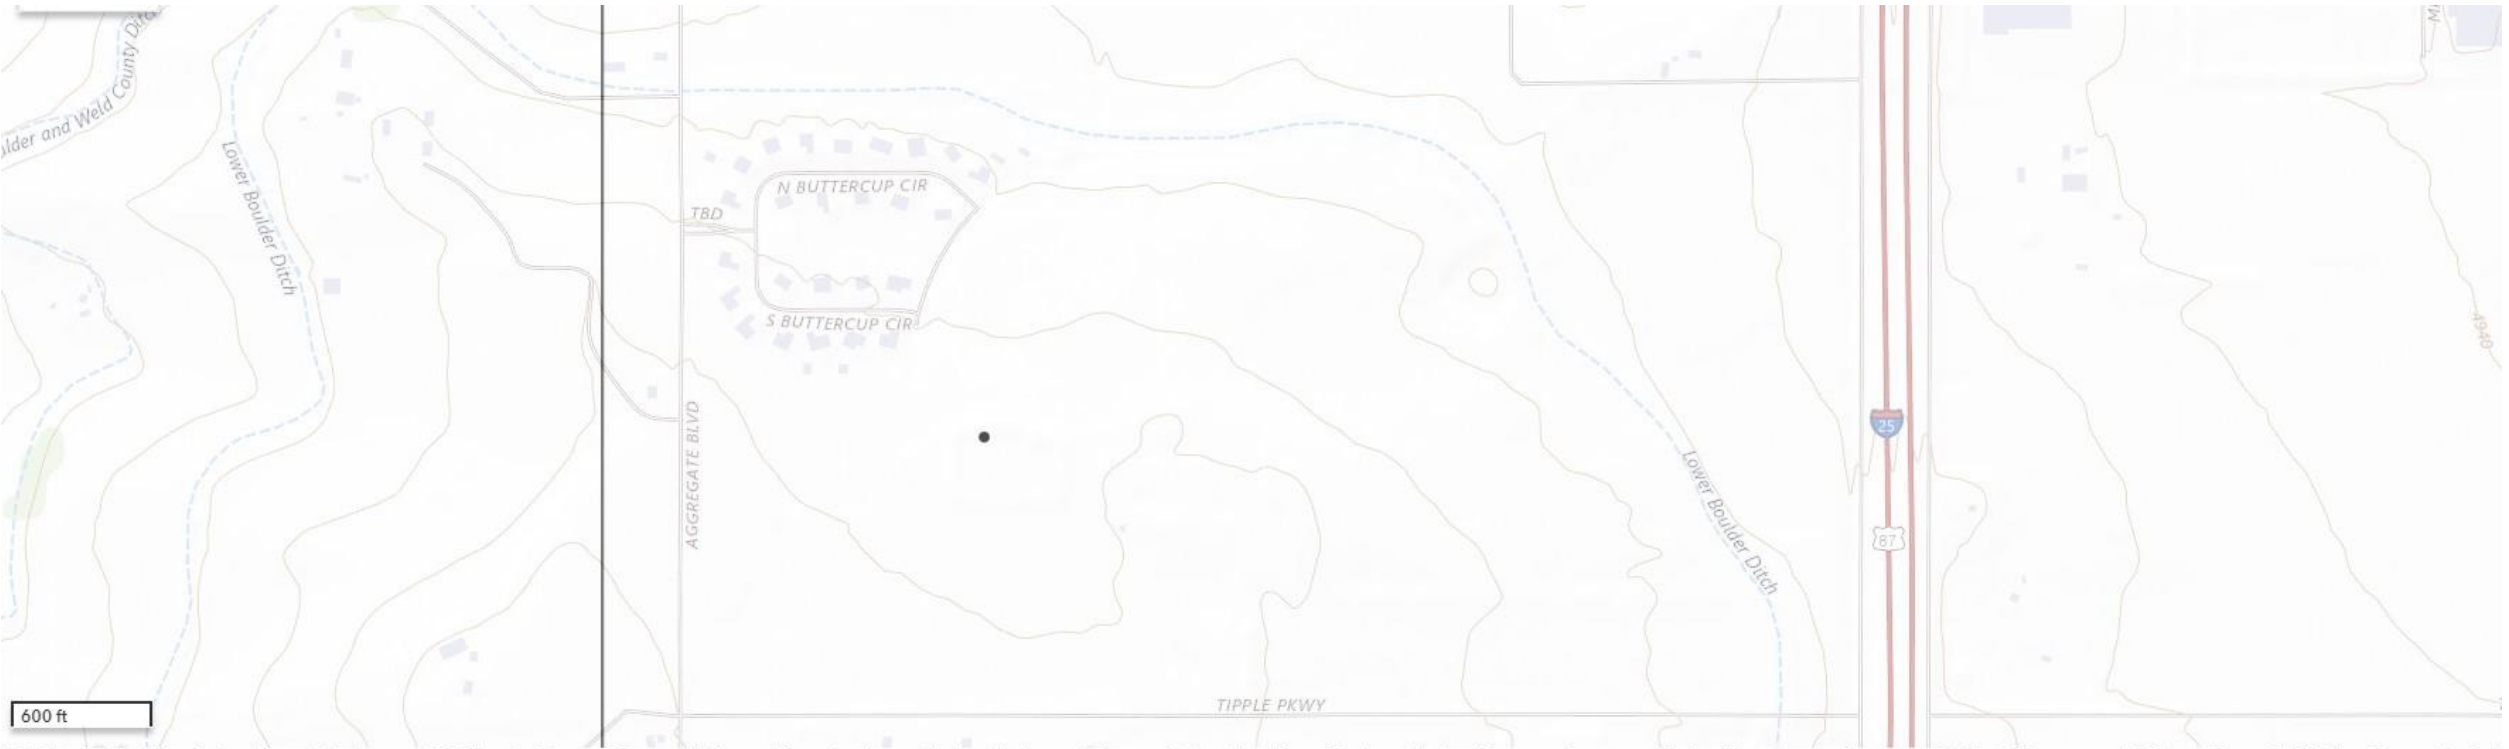 ulder and Weld County Ditch
Lower Boulder Ditch
N BUTTERCUP CIR
TBD
S BUTTERCUP CIR
4940
AGGREGATE BLVD
25
Lower Boulder Ditch
87
TIPPLE PKWY
600 ft